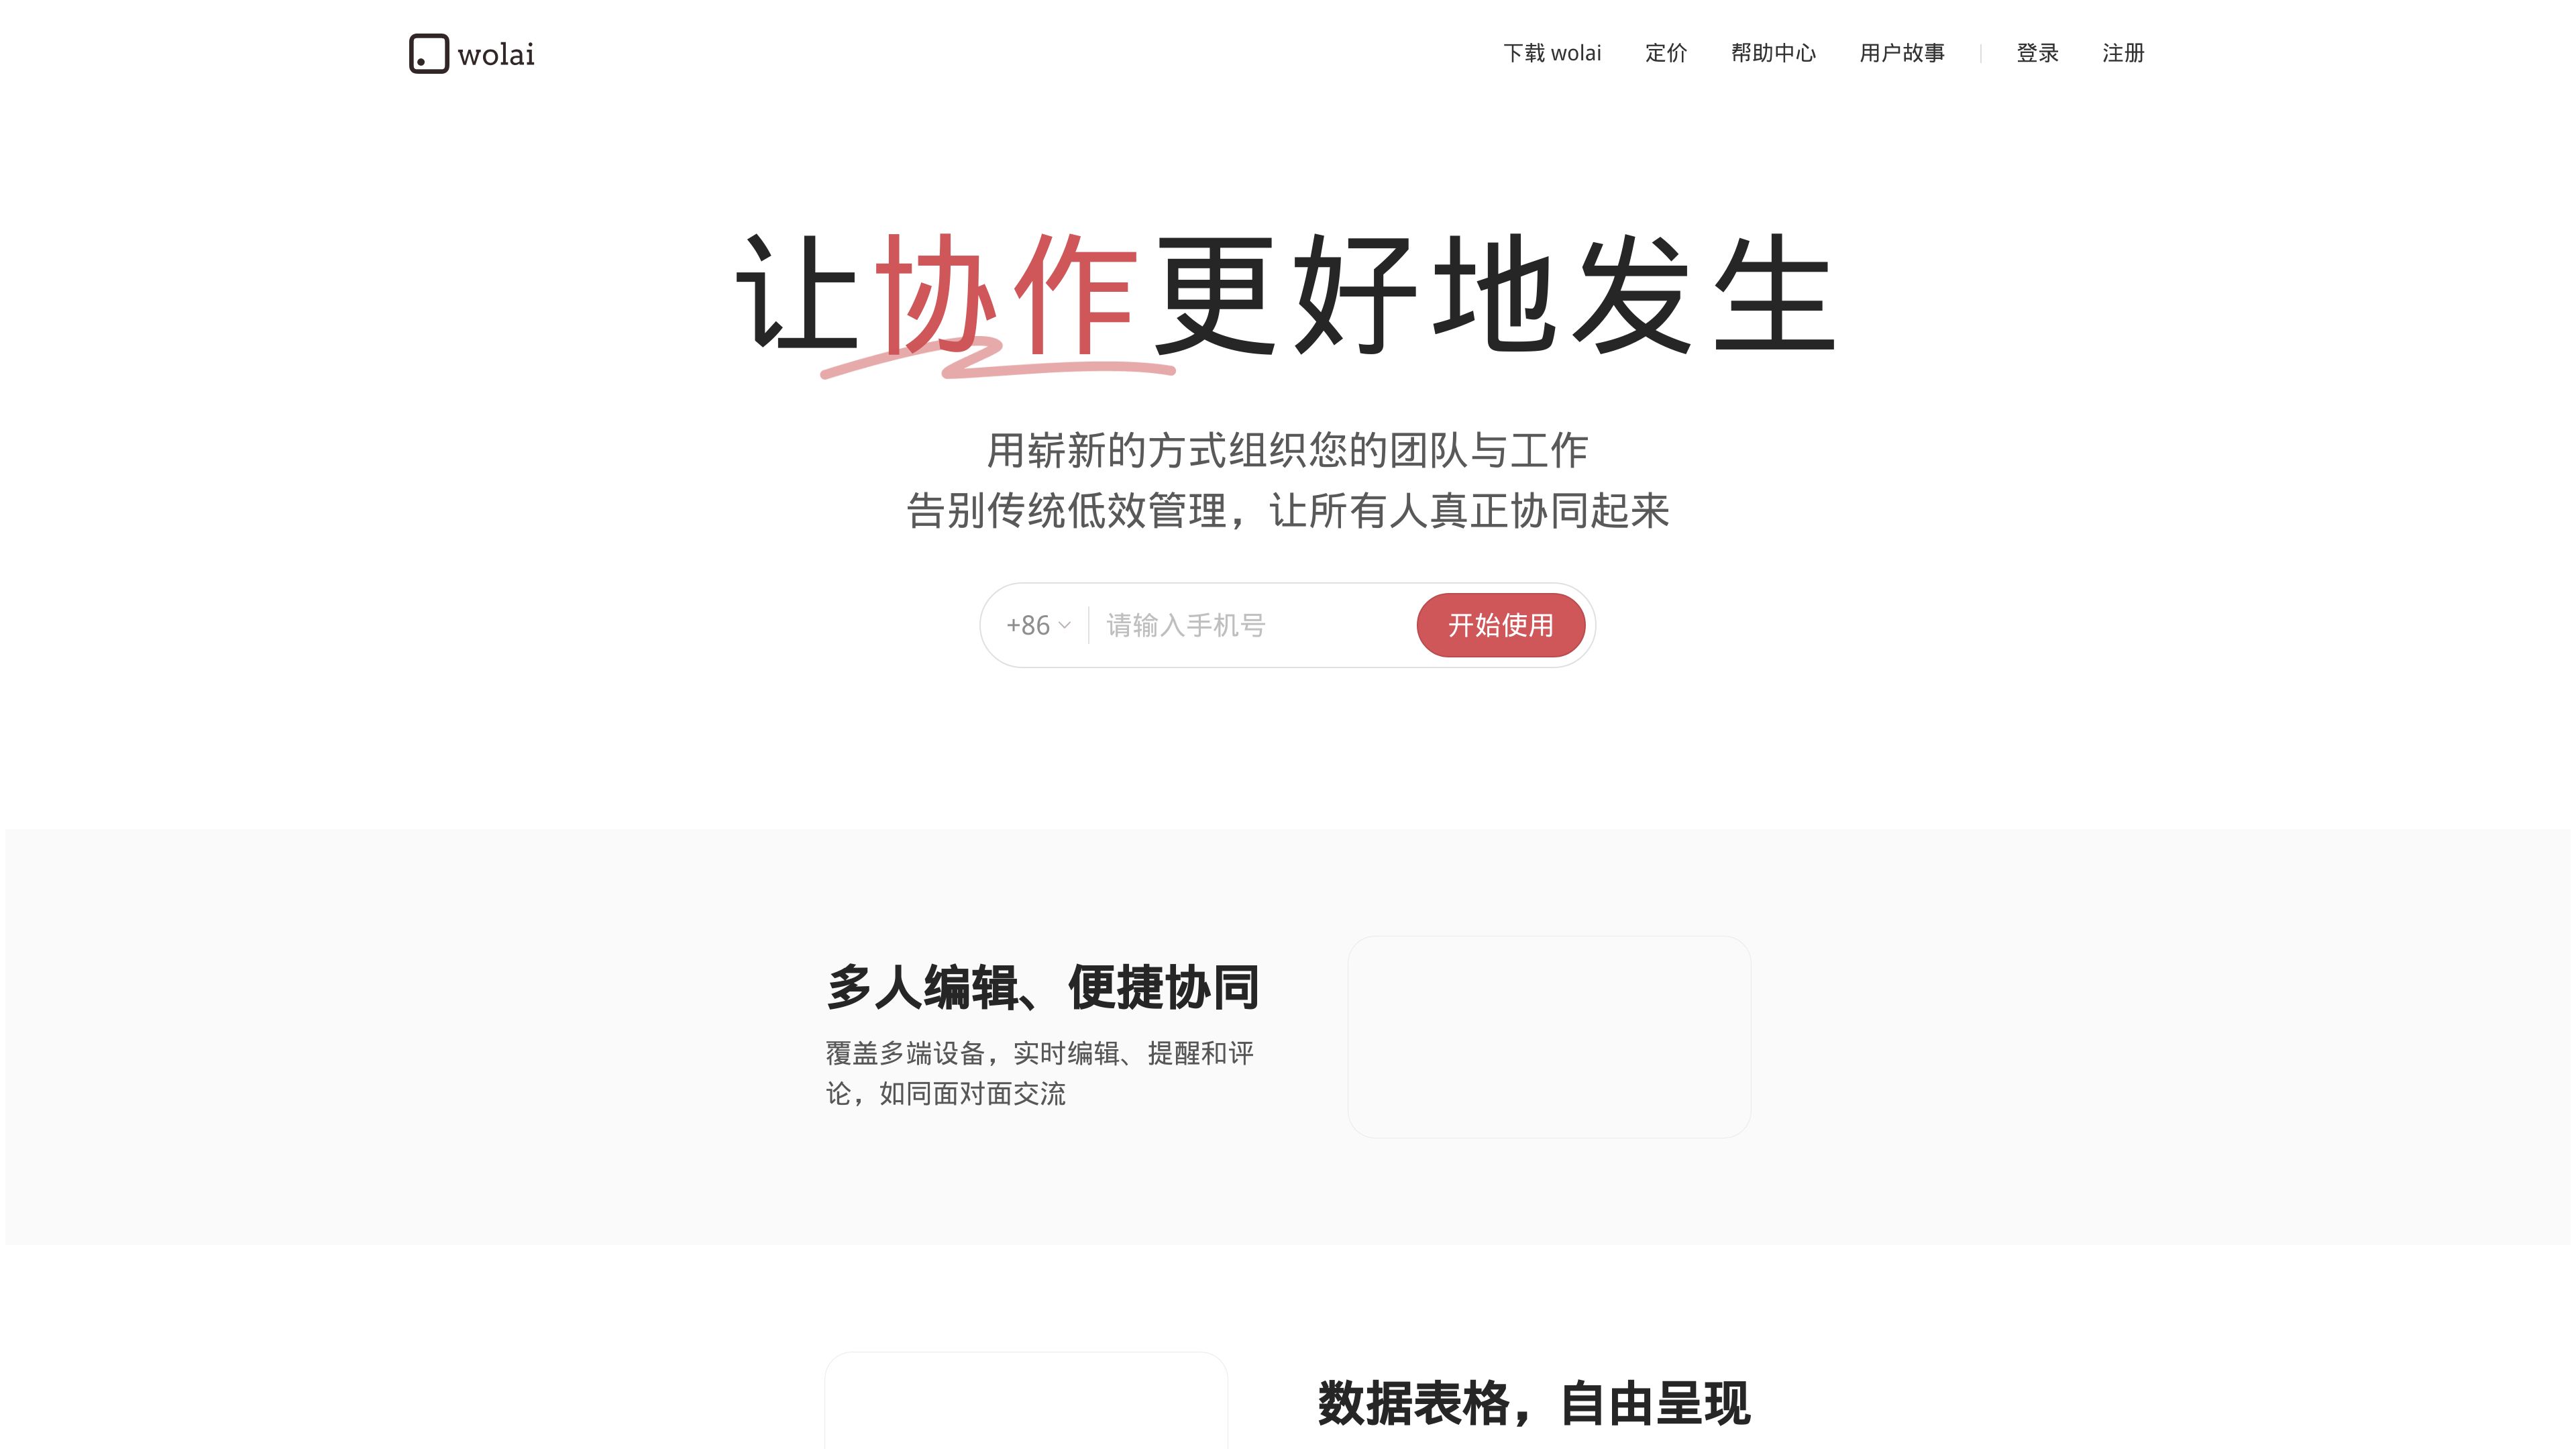 wolai
下载 wolai
定价
帮助中心
用户故事
登录
注册
让协作更好地发生
用崭新的方式组织您的团队与工作
告别传统低效管理，让所有人真正协同起来
+86
请输入手机号
开始使用
多人编辑、便捷协同
覆盖多端设备，实时编辑、提醒和评
论，如同面对面交流
数据表格，自由呈现